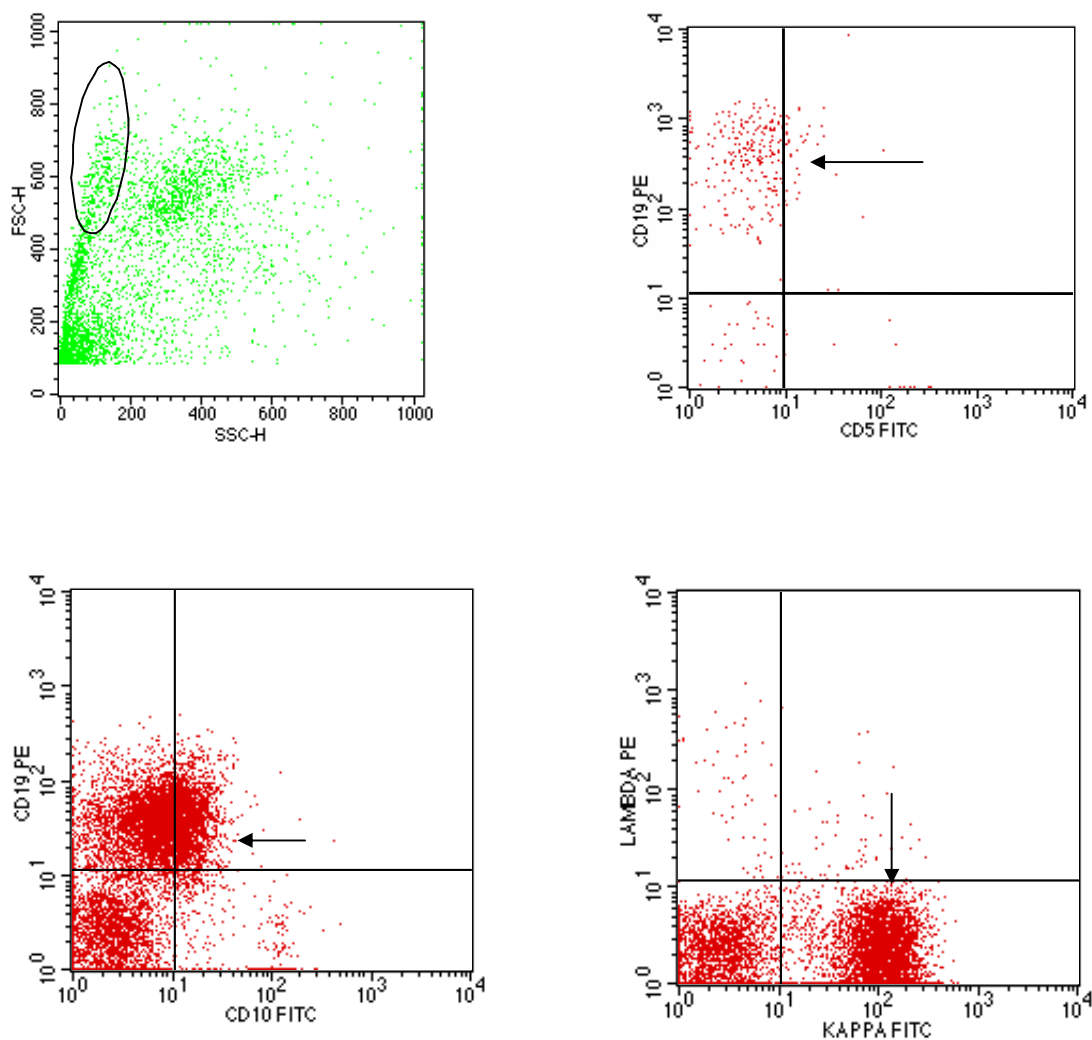 1000
800
600
400
200
0
FSC-H
0 200 400 600 800 1000
SSC-H
10^4
10^3
10^2
10^1
10^0
CD19 PE
10^0 10^1 10^2 10^3 10^4
CD5 FITC
10^4
10^3
10^2
10^1
10^0
CD19 PE
10^0 10^1 10^2 10^3 10^4
CD10 FITC
10^4
10^3
10^2
10^1
10^0
LAMBDA PE
10^0 10^1 10^2 10^3 10^4
KAPPA FITC